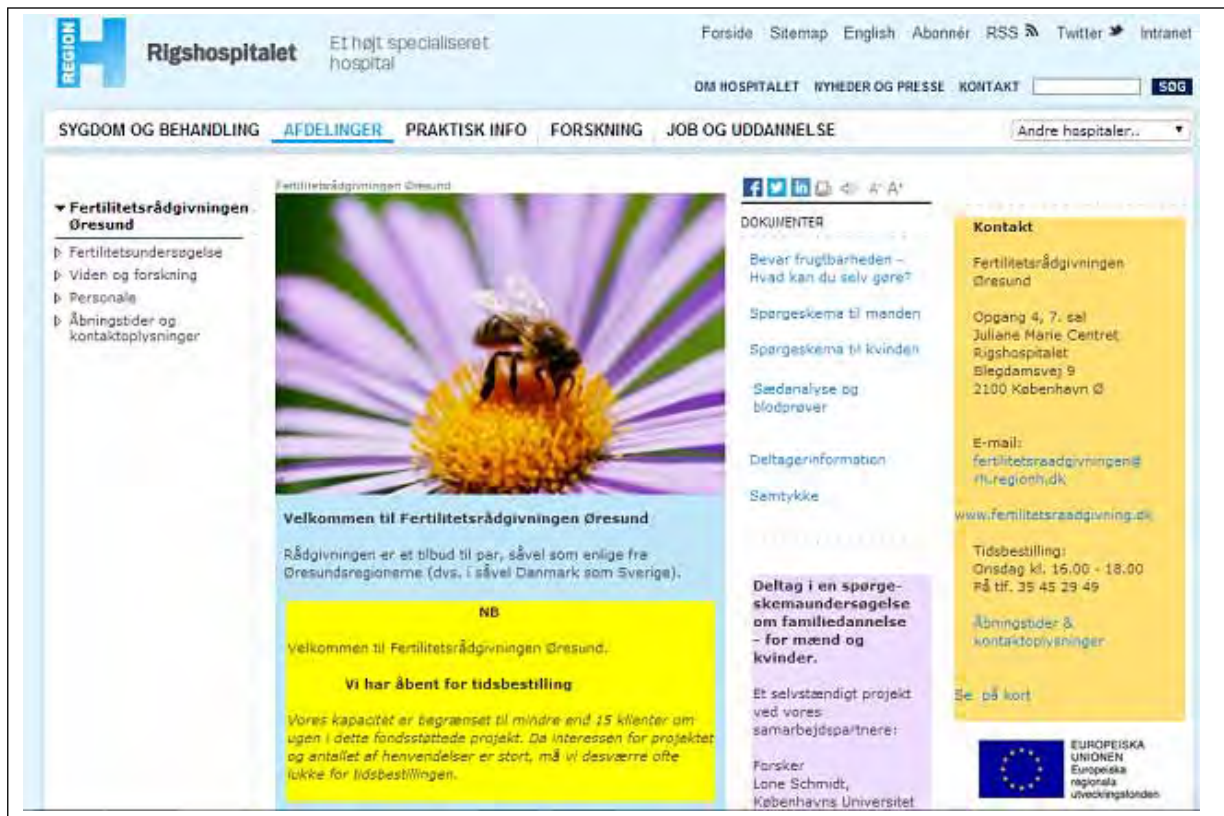 REGION
Rigshospitalet
Et højt specialiseret
hospital
Forside Sitemap English Abonnér RSS Twitter Intranet
OM HOSPITALET NYHEDER OG PRESSE KONTAKT SØG
SYGDOM OG BEHANDLING AFDELINGER PRAKTISK INFO FORSKNING JOB OG UDDANNELSE Andre hospitaler..
Fertilitetsrådgivningen
Øresund
Fertilitetsundersøgelse
Viden og forskning
Personale
Åbningstider og
kontaktoplysninger
Fertilitetsrådgivningen Øresund
Velkommen til Fertilitetsrådgivningen Øresund
Rådgivningen er et tilbud til par, såvel som enlige fra
Øresundsregionerne (dvs. i såvel Danmark som Sverige).
NB
Velkommen til Fertilitetsrådgivningen Øresund.
Vi har åbent for tidsbestilling
Vores kapacitet er begrænset til mindre end 15 klienter om
ugen i dette fondsstøttede projekt. Da interessen for projektet
og antallet af henvendelser er stort, må vi desværre ofte
lukke for tidsbestillingen.
A- A+
DOKUMENTER
Bevar frugtbarheden –
Hvad kan du selv gøre?
Spørgeskema til manden
Spørgeskema til kvinden
Sædanalyse og
blodprøver
Deltagerinformation
Samtykke
Deltag i en spørge-
skemaundersøgelse
om familiedannelse
– for mænd og
kvinder.
Et selvstændigt projekt
ved vores
samarbejdspartnere:
Forsker
Lone Schmidt,
Københavns Universitet
Kontakt
Fertilitetsrådgivningen
Øresund
Opgang 4, 7. sal
Juliane Marie Centret
Rigshospitalet
Blegdamsvej 9
2100 København Ø
E-mail:
fertilitetsraadgivningen@
rh.regionh.dk
www.fertilitetsraadgivning.dk
Tidsbestilling:
Onsdag kl. 16.00 - 18.00
På tlf. 35 45 29 49
Åbningstider &
kontaktoplysninger
Se på kort
EUROPEISKA
UNIONEN
Europeiska
regionala
utvecklingsfonden